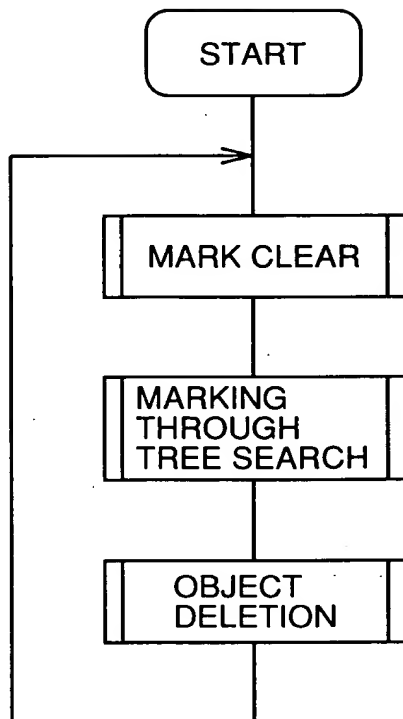 START
MARK CLEAR
MARKING
THROUGH
TREE SEARCH
OBJECT
DELETION